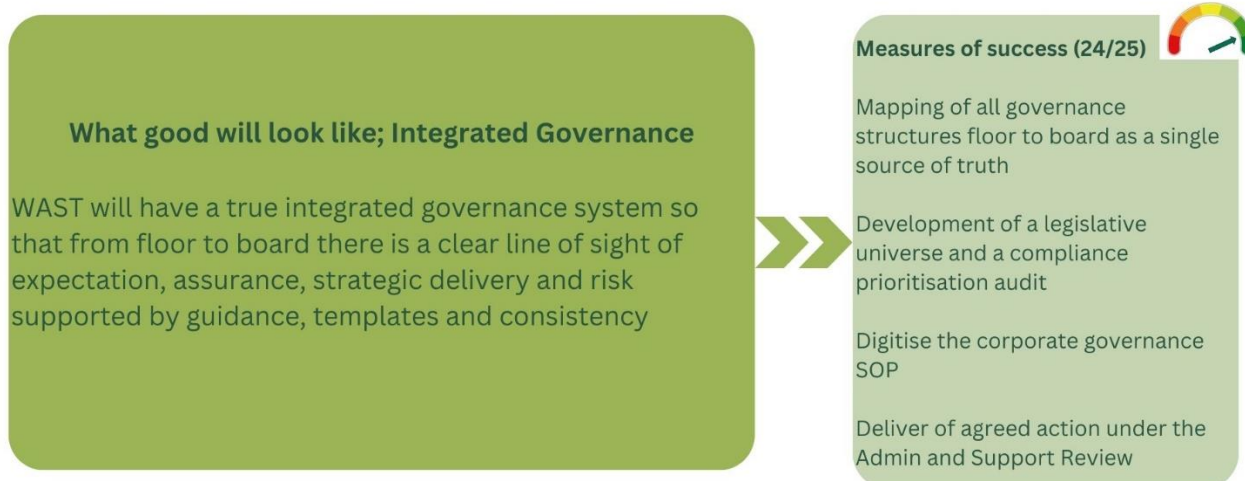 What good will look like; Integrated Governance
WAST will have a true integrated governance system so
that from floor to board there is a clear line of sight of
expectation, assurance, strategic delivery and risk
supported by guidance, templates and consistency
Measures of success (24/25)
Mapping of all governance
structures floor to board as a single
source of truth
Development of a legislative
universe and a compliance
prioritisation audit
Digitise the corporate governance
SOP
Deliver of agreed action under the
Admin and Support Review